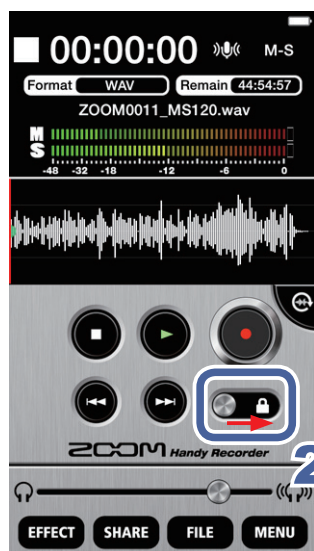 00:00:00 M-S
Format WAV Remain 44:54:57
ZOOM0011_MS120.wav
M
S
-48 -32 -18 -12 -6 0
2
ZOOM Handy Recorder
EFFECT SHARE FILE MENU